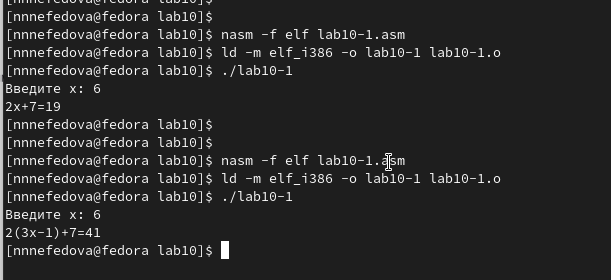 [nnnefedova@fedora lab10]$
[nnnefedova@fedora lab10]$
[nnnefedova@fedora lab10]$ nasm -f elf lab10-1.asm
[nnnefedova@fedora lab10]$ ld -m elf_i386 -o lab10-1 lab10-1.o
[nnnefedova@fedora lab10]$ ./lab10-1
Введите x: 6
2x+7=19
[nnnefedova@fedora lab10]$
[nnnefedova@fedora lab10]$
[nnnefedova@fedora lab10]$ nasm -f elf lab10-1.asm
[nnnefedova@fedora lab10]$ ld -m elf_i386 -o lab10-1 lab10-1.o
[nnnefedova@fedora lab10]$ ./lab10-1
Введите x: 6
2(3x-1)+7=41
[nnnefedova@fedora lab10]$